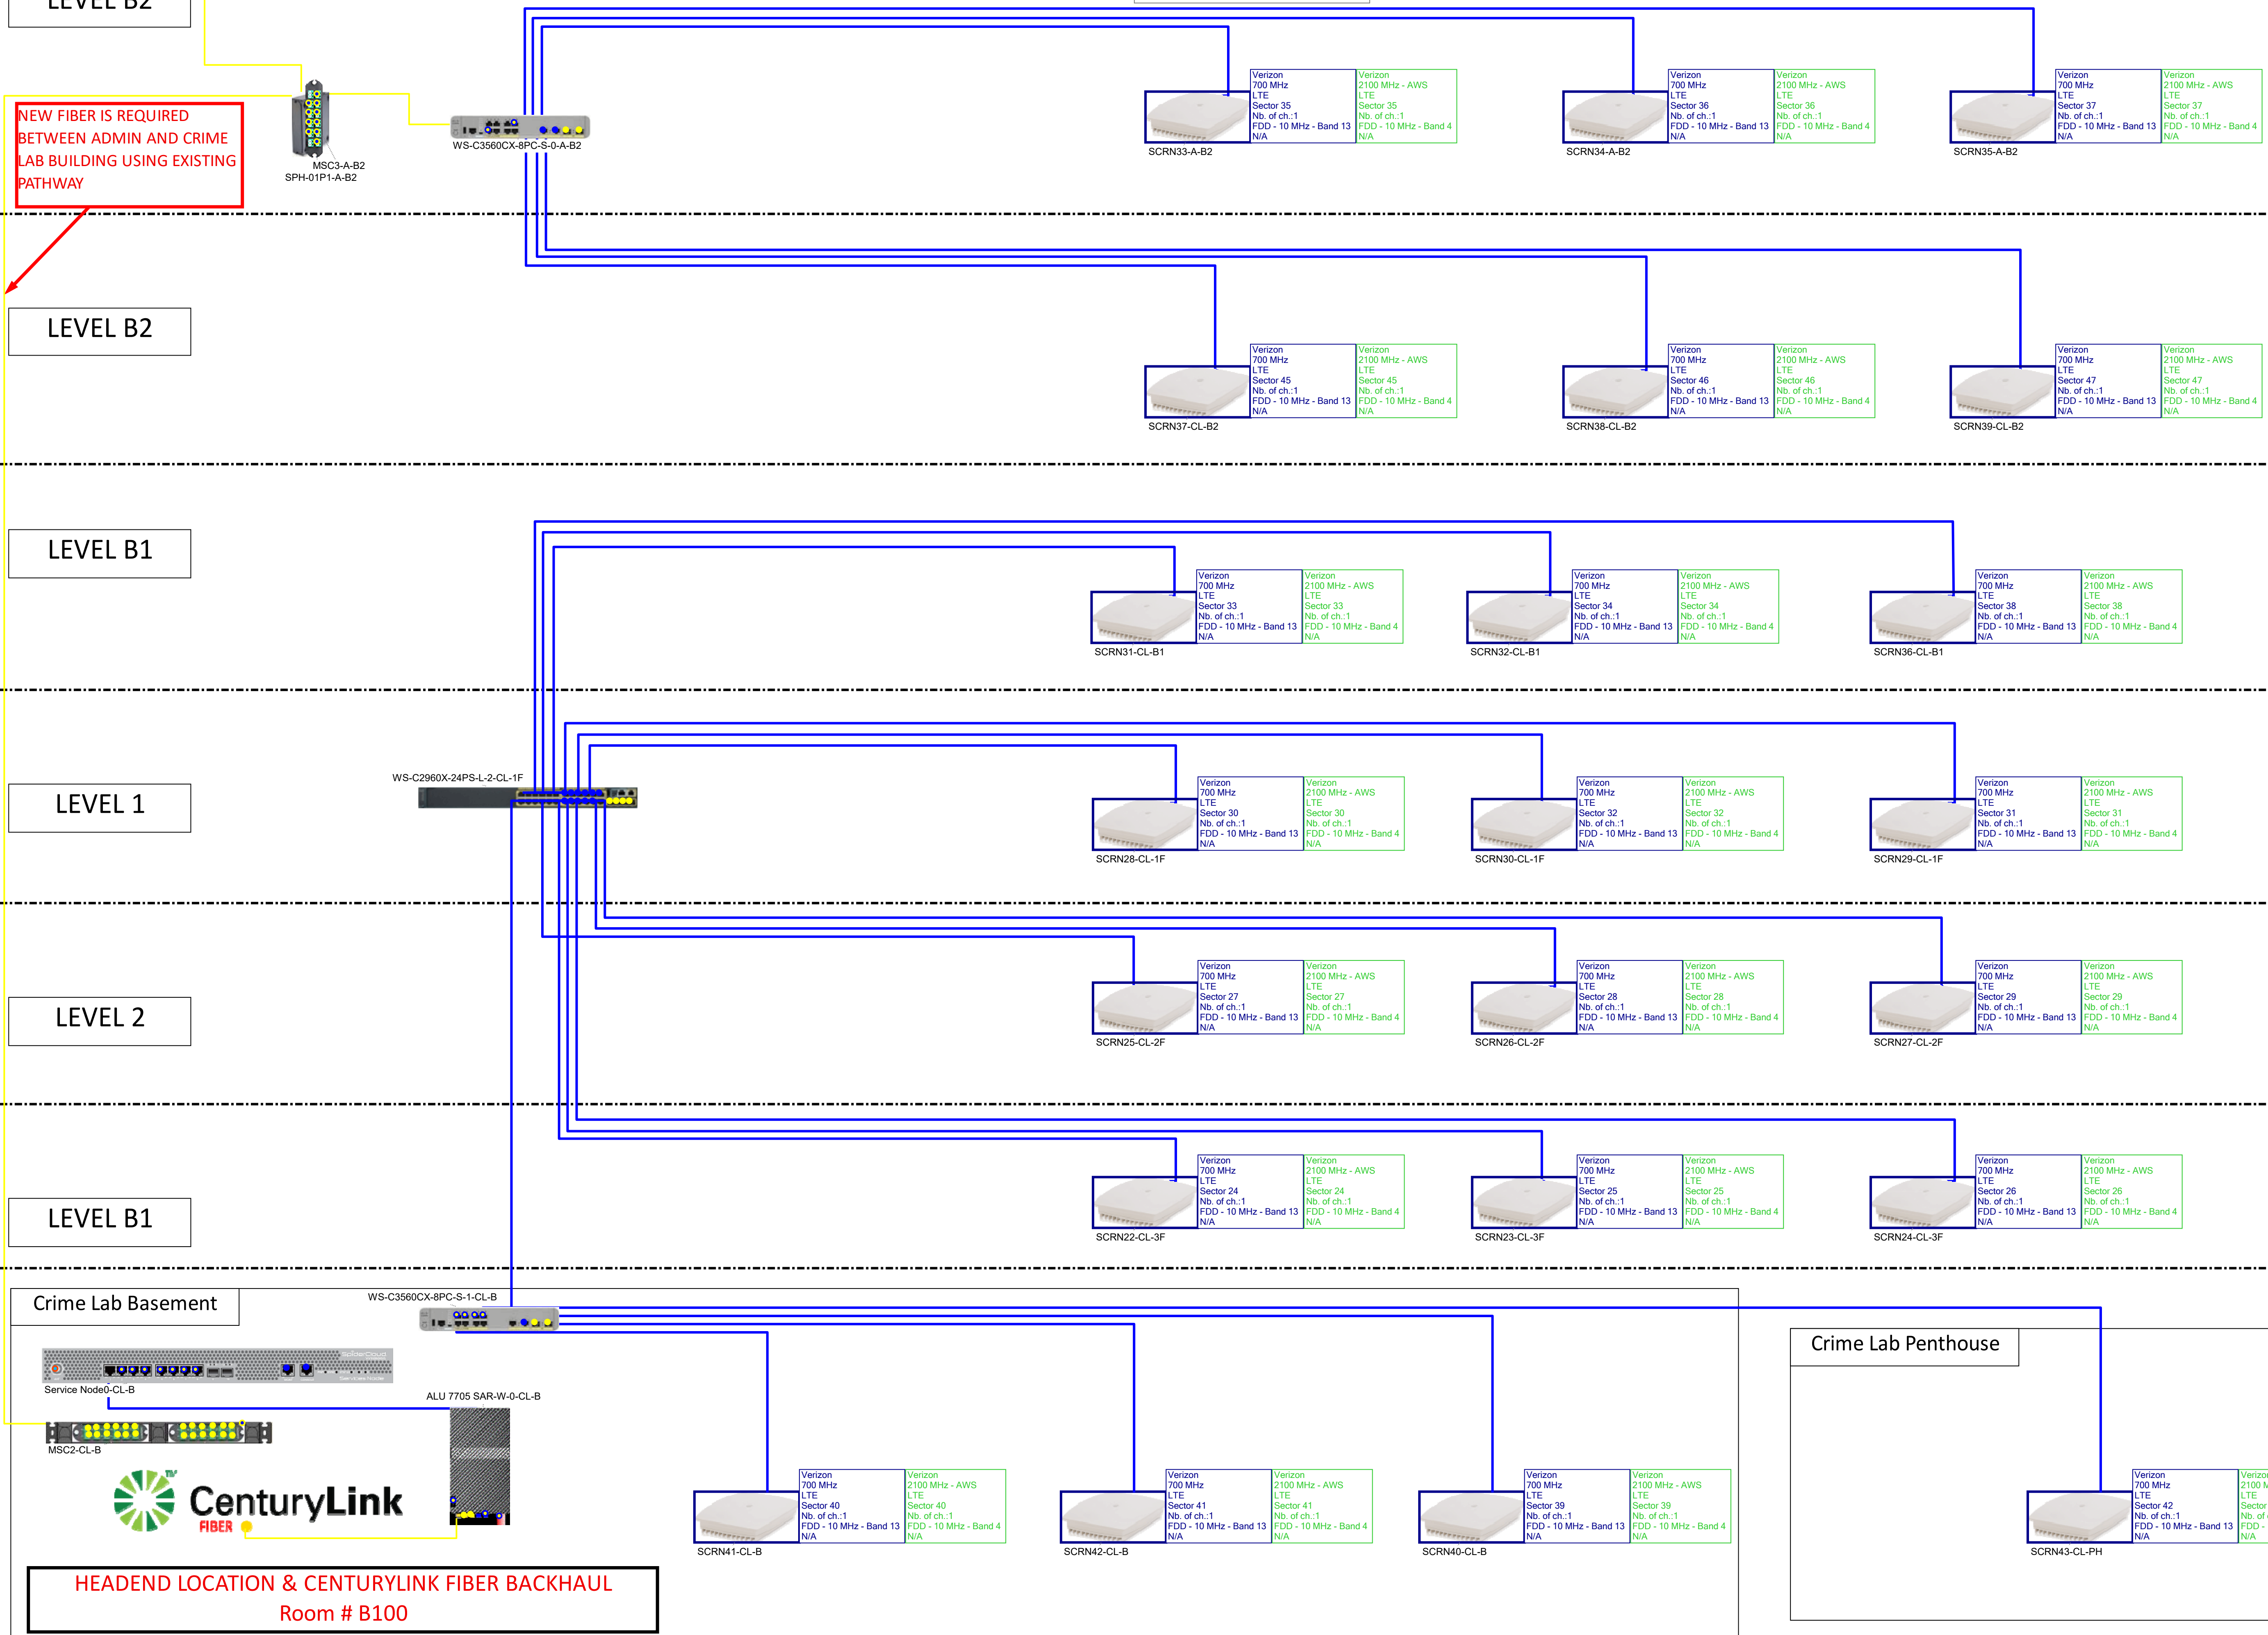 LEVEL B2
Verizon
700 MHz
LTE
Sector 35
Nb. of ch.:1
FDD - 10 MHz - Band 13
N/A
Verizon
2100 MHz - AWS
LTE
Sector 35
Nb. of ch.:1
FDD - 10 MHz - Band 4
N/A
SCRN33-A-B2
Verizon
700 MHz
LTE
Sector 36
Nb. of ch.:1
FDD - 10 MHz - Band 13
N/A
Verizon
2100 MHz - AWS
LTE
Sector 36
Nb. of ch.:1
FDD - 10 MHz - Band 4
N/A
SCRN34-A-B2
Verizon
700 MHz
LTE
Sector 37
Nb. of ch.:1
FDD - 10 MHz - Band 13
N/A
Verizon
2100 MHz - AWS
LTE
Sector 37
Nb. of ch.:1
FDD - 10 MHz - Band 4
N/A
SCRN35-A-B2
NEW FIBER IS REQUIRED
BETWEEN ADMIN AND CRIME
LAB BUILDING USING EXISTING
PATHWAY
MSC3-A-B2
SPH-01P1-A-B2
WS-C3560CX-8PC-S-0-A-B2
LEVEL B2
Verizon
700 MHz
LTE
Sector 45
Nb. of ch.:1
FDD - 10 MHz - Band 13
N/A
Verizon
2100 MHz - AWS
LTE
Sector 45
Nb. of ch.:1
FDD - 10 MHz - Band 4
N/A
SCRN37-CL-B2
Verizon
700 MHz
LTE
Sector 46
Nb. of ch.:1
FDD - 10 MHz - Band 13
N/A
Verizon
2100 MHz - AWS
LTE
Sector 46
Nb. of ch.:1
FDD - 10 MHz - Band 4
N/A
SCRN38-CL-B2
Verizon
700 MHz
LTE
Sector 47
Nb. of ch.:1
FDD - 10 MHz - Band 13
N/A
Verizon
2100 MHz - AWS
LTE
Sector 47
Nb. of ch.:1
FDD - 10 MHz - Band 4
N/A
SCRN39-CL-B2
LEVEL B1
Verizon
700 MHz
LTE
Sector 33
Nb. of ch.:1
FDD - 10 MHz - Band 13
N/A
Verizon
2100 MHz - AWS
LTE
Sector 33
Nb. of ch.:1
FDD - 10 MHz - Band 4
N/A
SCRN31-CL-B1
Verizon
700 MHz
LTE
Sector 34
Nb. of ch.:1
FDD - 10 MHz - Band 13
N/A
Verizon
2100 MHz - AWS
LTE
Sector 34
Nb. of ch.:1
FDD - 10 MHz - Band 4
N/A
SCRN32-CL-B1
Verizon
700 MHz
LTE
Sector 38
Nb. of ch.:1
FDD - 10 MHz - Band 13
N/A
Verizon
2100 MHz - AWS
LTE
Sector 38
Nb. of ch.:1
FDD - 10 MHz - Band 4
N/A
SCRN36-CL-B1
LEVEL 1
WS-C2960X-24PS-L-2-CL-1F
Verizon
700 MHz
LTE
Sector 30
Nb. of ch.:1
FDD - 10 MHz - Band 13
N/A
Verizon
2100 MHz - AWS
LTE
Sector 30
Nb. of ch.:1
FDD - 10 MHz - Band 4
N/A
SCRN28-CL-1F
Verizon
700 MHz
LTE
Sector 32
Nb. of ch.:1
FDD - 10 MHz - Band 13
N/A
Verizon
2100 MHz - AWS
LTE
Sector 32
Nb. of ch.:1
FDD - 10 MHz - Band 4
N/A
SCRN30-CL-1F
Verizon
700 MHz
LTE
Sector 31
Nb. of ch.:1
FDD - 10 MHz - Band 13
N/A
Verizon
2100 MHz - AWS
LTE
Sector 31
Nb. of ch.:1
FDD - 10 MHz - Band 4
N/A
SCRN29-CL-1F
LEVEL 2
Verizon
700 MHz
LTE
Sector 27
Nb. of ch.:1
FDD - 10 MHz - Band 13
N/A
Verizon
2100 MHz - AWS
LTE
Sector 27
Nb. of ch.:1
FDD - 10 MHz - Band 4
N/A
SCRN25-CL-2F
Verizon
700 MHz
LTE
Sector 28
Nb. of ch.:1
FDD - 10 MHz - Band 13
N/A
Verizon
2100 MHz - AWS
LTE
Sector 28
Nb. of ch.:1
FDD - 10 MHz - Band 4
N/A
SCRN26-CL-2F
Verizon
700 MHz
LTE
Sector 29
Nb. of ch.:1
FDD - 10 MHz - Band 13
N/A
Verizon
2100 MHz - AWS
LTE
Sector 29
Nb. of ch.:1
FDD - 10 MHz - Band 4
N/A
SCRN27-CL-2F
LEVEL B1
Verizon
700 MHz
LTE
Sector 24
Nb. of ch.:1
FDD - 10 MHz - Band 13
N/A
Verizon
2100 MHz - AWS
LTE
Sector 24
Nb. of ch.:1
FDD - 10 MHz - Band 4
N/A
SCRN22-CL-3F
Verizon
700 MHz
LTE
Sector 25
Nb. of ch.:1
FDD - 10 MHz - Band 13
N/A
Verizon
2100 MHz - AWS
LTE
Sector 25
Nb. of ch.:1
FDD - 10 MHz - Band 4
N/A
SCRN23-CL-3F
Verizon
700 MHz
LTE
Sector 26
Nb. of ch.:1
FDD - 10 MHz - Band 13
N/A
Verizon
2100 MHz - AWS
LTE
Sector 26
Nb. of ch.:1
FDD - 10 MHz - Band 4
N/A
SCRN24-CL-3F
Crime Lab Basement
WS-C3560CX-8PC-S-1-CL-B
SpiderCloud
Services Node
Service Node0-CL-B
ALU 7705 SAR-W-0-CL-B
MSC2-CL-B
CenturyLink
TM
FIBER
Verizon
700 MHz
LTE
Sector 40
Nb. of ch.:1
FDD - 10 MHz - Band 13
N/A
Verizon
2100 MHz - AWS
LTE
Sector 40
Nb. of ch.:1
FDD - 10 MHz - Band 4
N/A
SCRN41-CL-B
Verizon
700 MHz
LTE
Sector 41
Nb. of ch.:1
FDD - 10 MHz - Band 13
N/A
Verizon
2100 MHz - AWS
LTE
Sector 41
Nb. of ch.:1
FDD - 10 MHz - Band 4
N/A
SCRN42-CL-B
Verizon
700 MHz
LTE
Sector 39
Nb. of ch.:1
FDD - 10 MHz - Band 13
N/A
Verizon
2100 MHz - AWS
LTE
Sector 39
Nb. of ch.:1
FDD - 10 MHz - Band 4
N/A
SCRN40-CL-B
HEADEND LOCATION & CENTURYLINK FIBER BACKHAUL
Room # B100
Crime Lab Penthouse
Verizon
700 MHz
LTE
Sector 42
Nb. of ch.:1
FDD - 10 MHz - Band 13
N/A
2100
LTE
Sector
Nb. of
FDD -
N/A
SCRN43-CL-PH